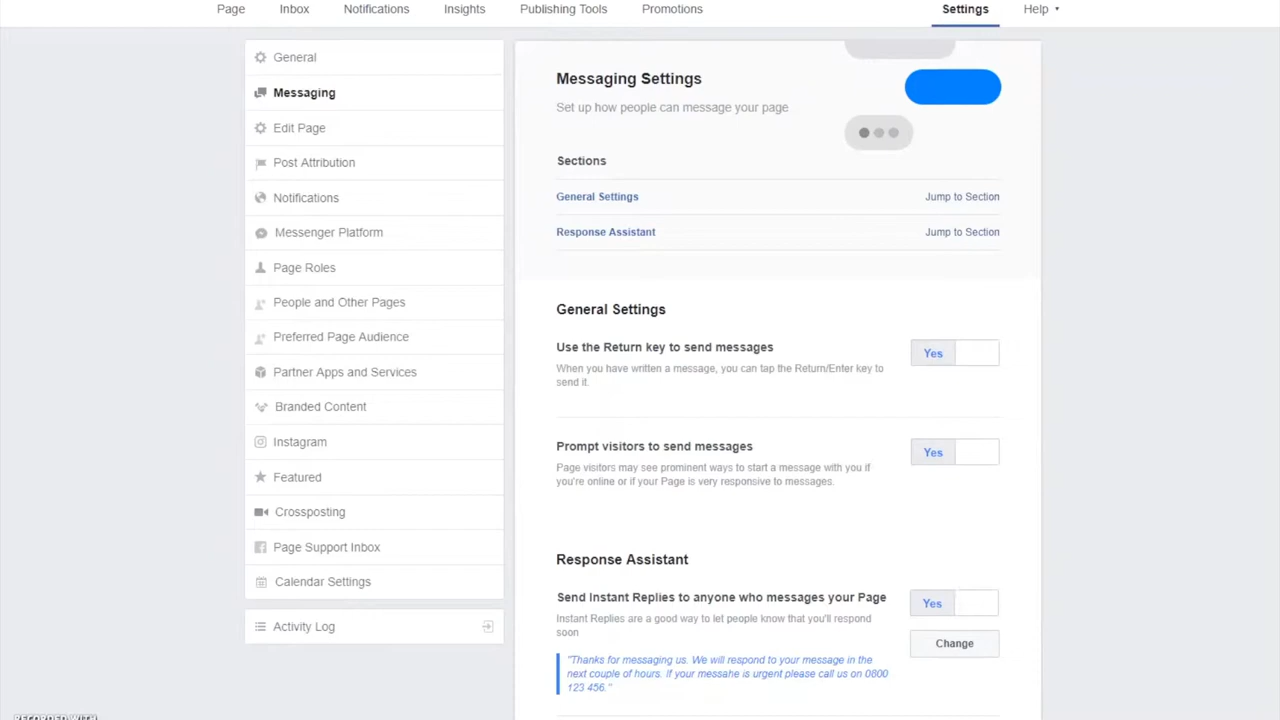 Page Inbox Notifications Insights Publishing Tools Promotions Settings Help
General
Messaging
Edit Page
Post Attribution
Notifications
Messenger Platform
Page Roles
People and Other Pages
Preferred Page Audience
Partner Apps and Services
Branded Content
Instagram
Featured
Crossposting
Page Support Inbox
Calendar Settings
Activity Log
Messaging Settings
Set up how people can message your page
Sections
General Settings Jump to Section
Response Assistant Jump to Section
General Settings
Use the Return key to send messages Yes
When you have written a message, you can tap the Return/Enter key to
send it.
Prompt visitors to send messages Yes
Page visitors may see prominent ways to start a message with you if
you're online or if your Page is very responsive to messages.
Response Assistant
Send Instant Replies to anyone who messages your Page Yes
Instant Replies are a good way to let people know that you'll respond
soon
Change
"Thanks for messaging us. We will respond to your message in the
next couple of hours. if your messahe is urgent please call us on 0800
123 456."
RECORDED WITH